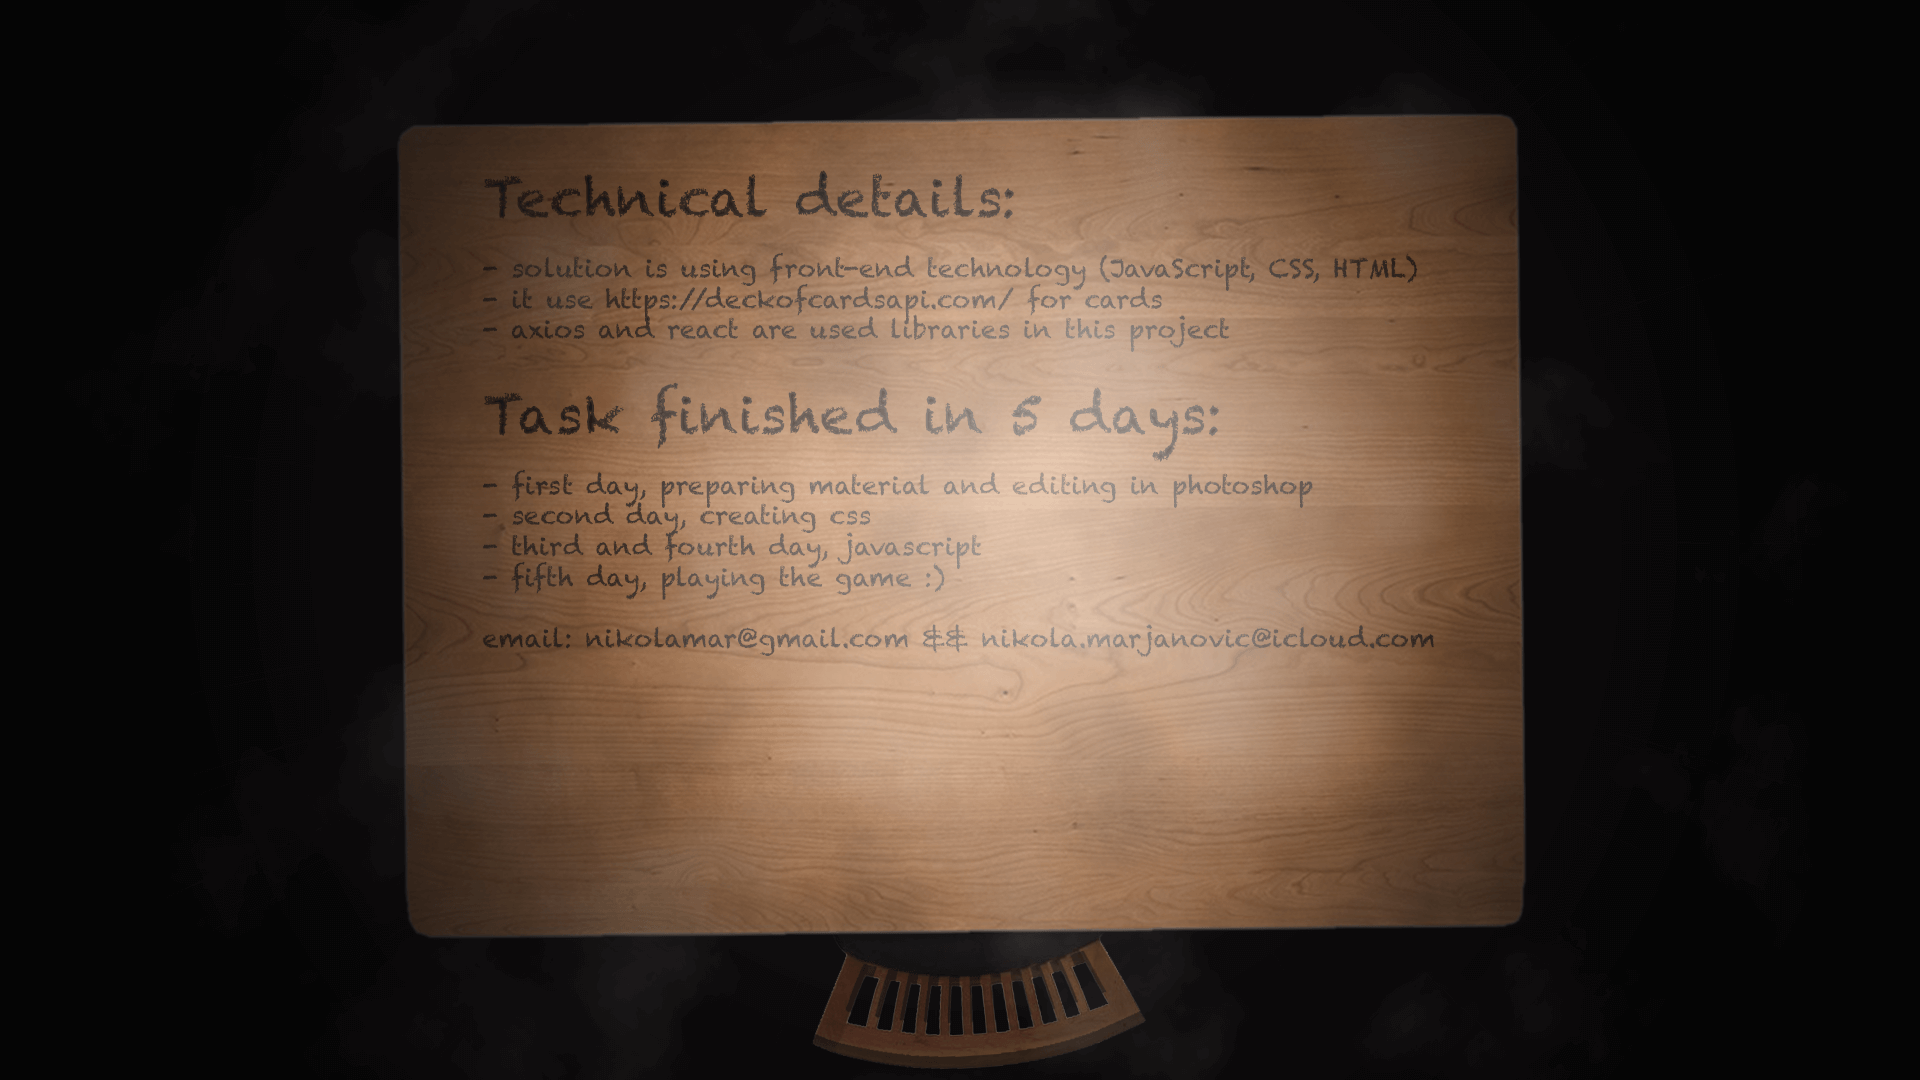 Technical details:
- solution is using front-end technology (JavaScript, CSS, HTML)
- it use https://deckofcardsapi.com/ for cards
- axios and react are used libraries in this project
Task finished in 5 days:
- first day, preparing material and editing in photoshop
- second day, creating css
- third and fourth day, javascript
- fifth day, playing the game :)
email: nikolamar@gmail.com && nikola.marjanovic@icloud.com